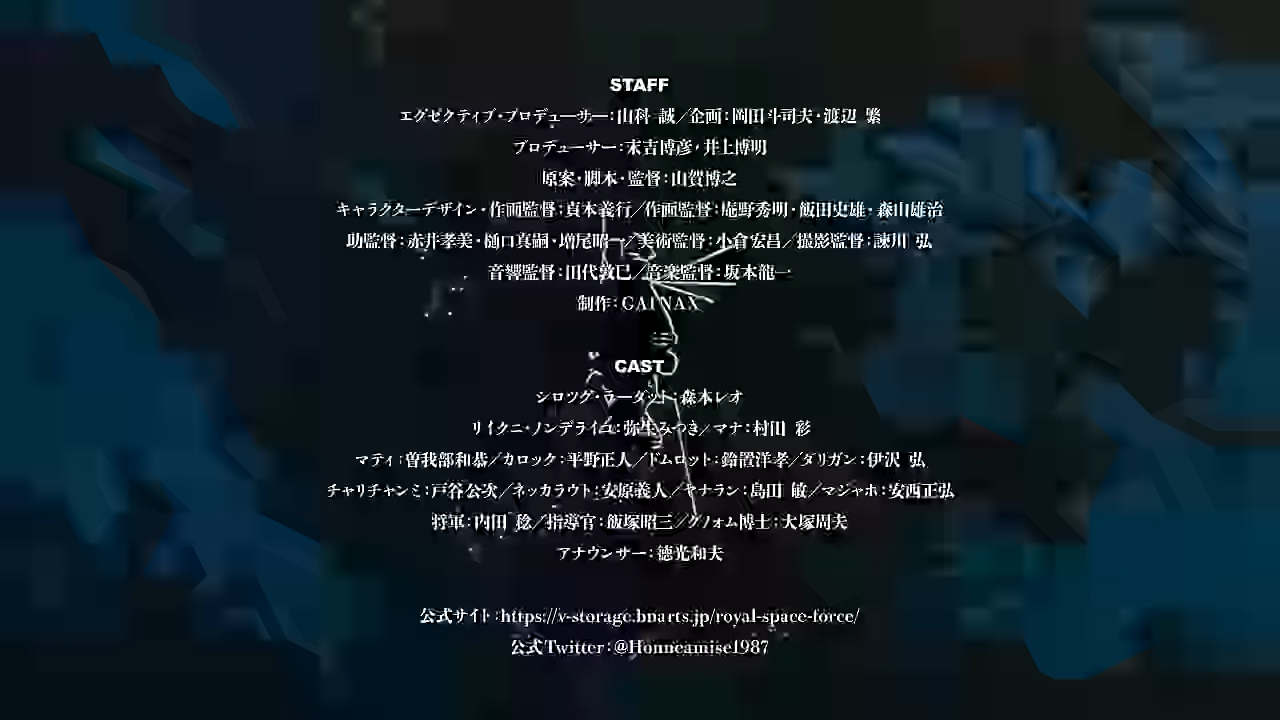 STAFF
エグゼクティブ・プロデューサー:山科 誠/企画:岡田斗司夫・渡辺 繁
プロデューサー:末吉博彦・井上博明
原案・脚本・監督:山賀博之
キャラクターデザイン・作画監督:貞本義行/作画監督:庵野秀明・飯田史雄・森山雄治
助監督:赤井孝美・樋口真嗣・増尾昭一/美術監督:小倉宏昌/撮影監督:諫川 弘
音響監督:田代敦巳/音楽監督:坂本龍一
制作:GAINAX
CAST
シロツグ・ラーダット:森本レオ
リイクニ・ノンデライコ:弥生みつき/マナ:村田 彩
マティ:曽我部和恭/カロック:平野正人/ドムロット:鈴置洋孝/ダリガン:伊沢 弘
チャリチャンミ:戸谷公次/ネッカラウト:安原義人/ヤナラン:島田 敏/マジャホ:安西正弘
将軍:内田 稔/指導官:飯塚昭三/グノォム博士:大塚周夫
アナウンサー:徳光和夫
公式サイト:https://v-storage.bnarts.jp/royal-space-force/
公式Twitter:@Honneamise1987